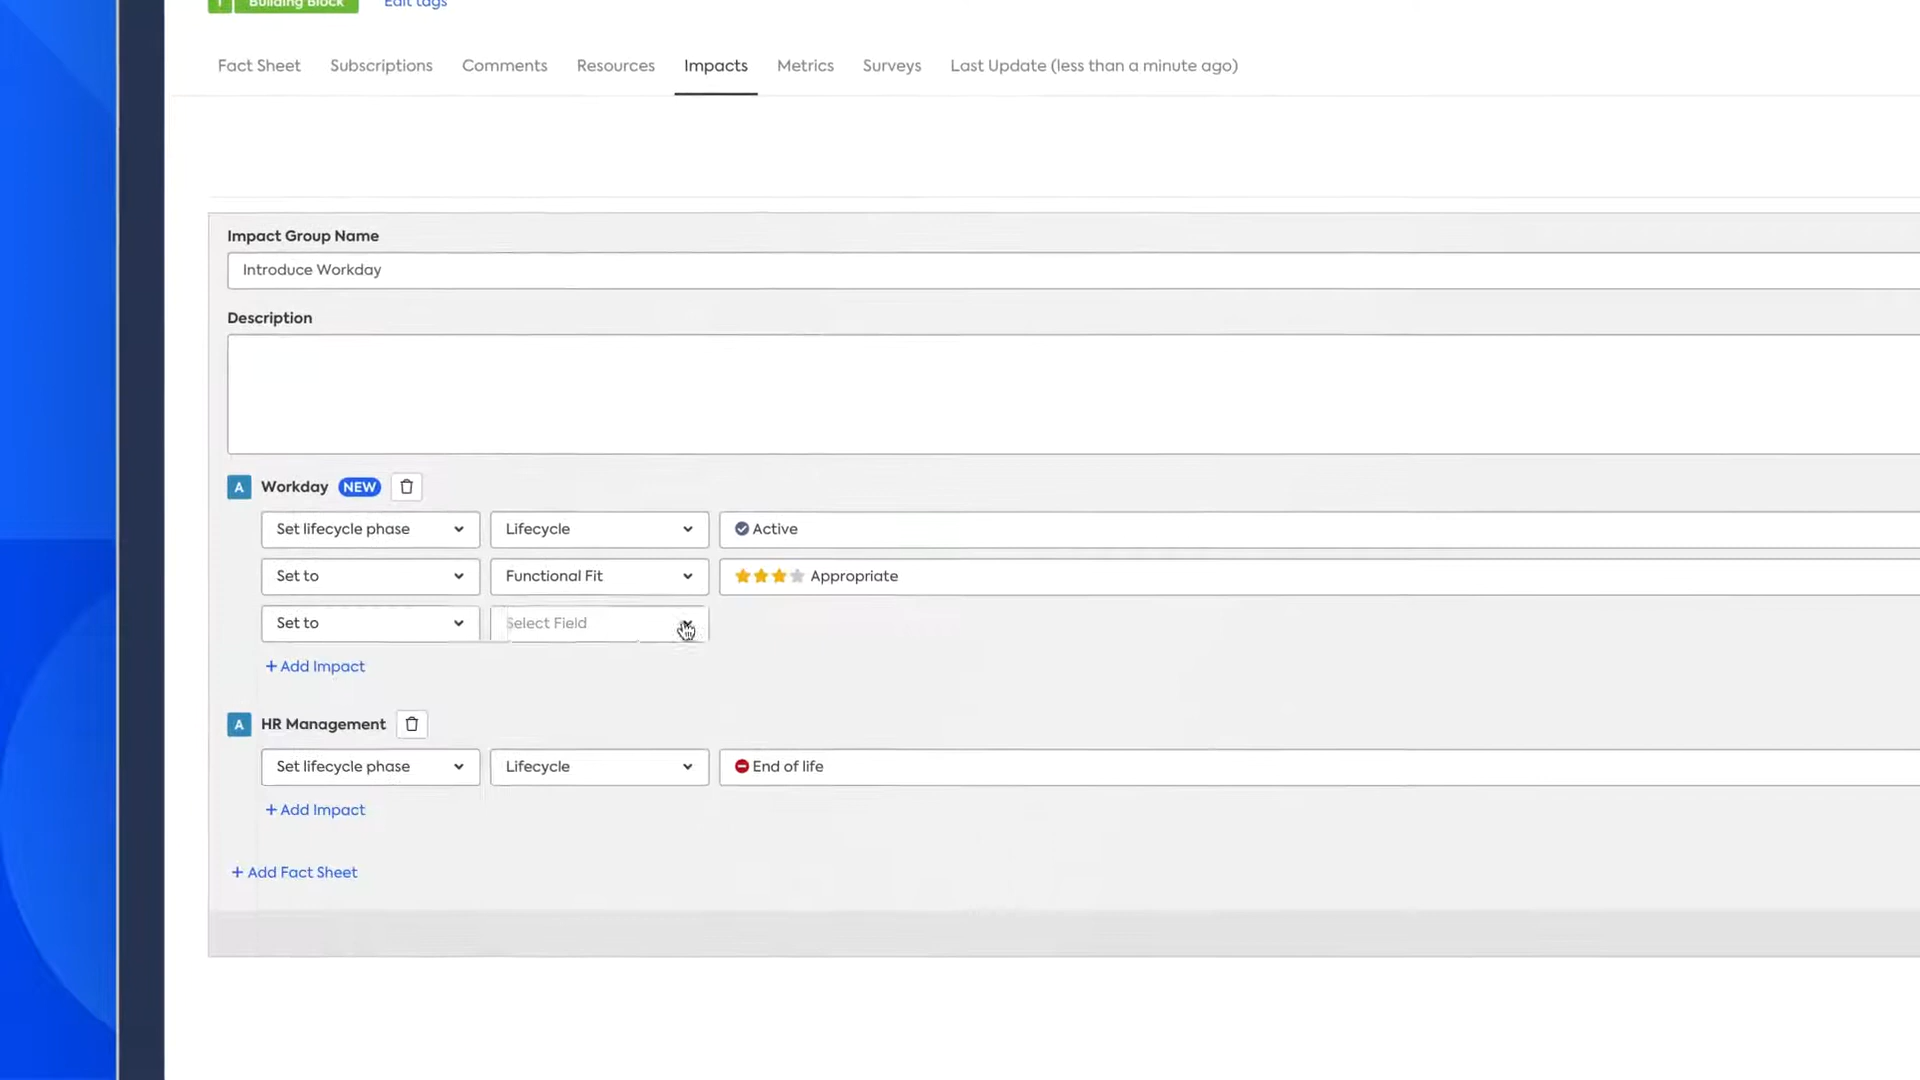 Building Block Edit tags
Fact Sheet Subscriptions Comments Resources Impacts Metrics Surveys Last Update (less than a minute ago)
Impact Group Name
Introduce Workday
Description
A Workday NEW
Set lifecycle phase Lifecycle Active
Set to Functional Fit Appropriate
Set to Select Field
+ Add Impact
A HR Management
Set lifecycle phase Lifecycle End of life
+ Add Impact
+ Add Fact Sheet